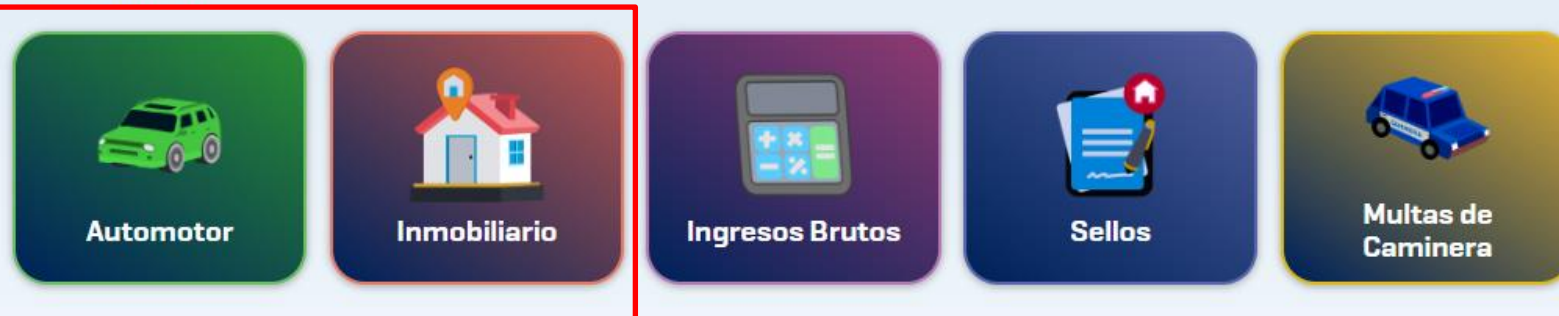 Automotor
Inmobiliario
Ingresos Brutos
Sellos
Multas de
Caminera